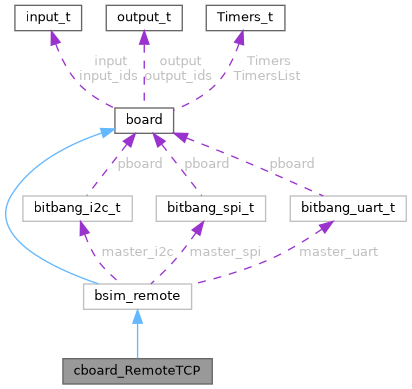 input_t
output_t
Timers_t
input
input_ids
output
output_ids
Timers
TimersList
board
pboard
pboard
pboard
bitbang_i2c_t
bitbang_spi_t
bitbang_uart_t
master_i2c
master_spi
master_uart
bsim_remote
cboard_RemoteTCP